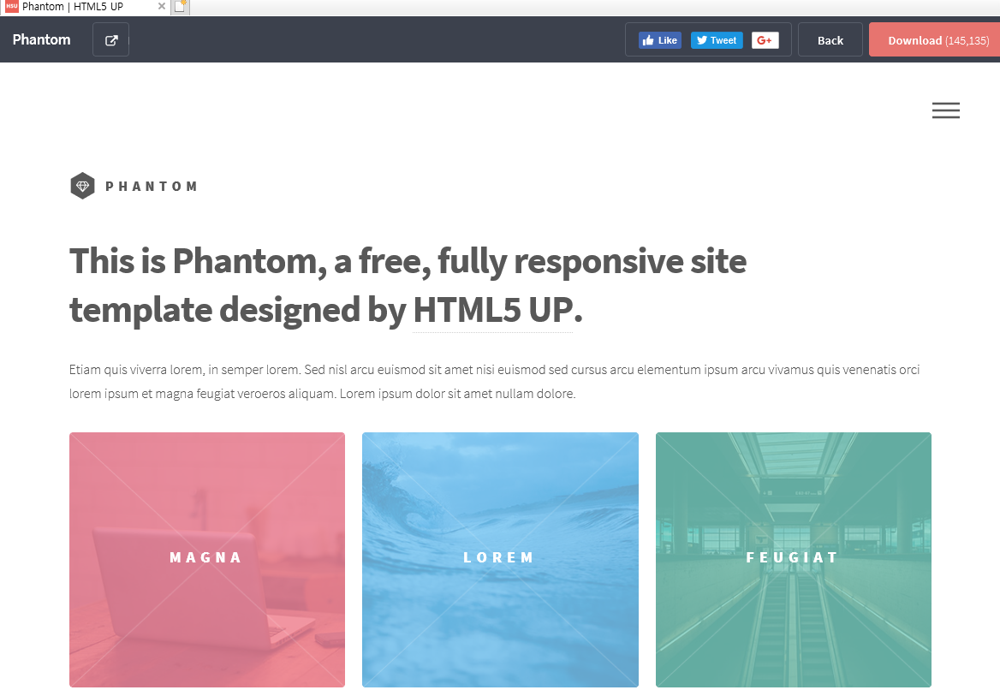 HSU Phantom | HTML5 UP
Phantom Like Tweet G+ Back Download (145,135)
PHANTOM
This is Phantom, a free, fully responsive site
template designed by HTML5 UP.
Etiam quis viverra lorem, in semper lorem. Sed nisl arcu euismod sit amet nisi euismod sed cursus arcu elementum ipsum arcu vivamus quis venenatis orci
lorem ipsum et magna feugiat veroeros aliquam. Lorem ipsum dolor sit amet nullam dolore.
MAGNA LOREM FEUGIAT